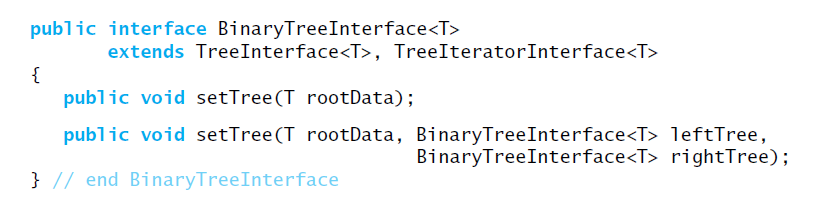 public interface BinaryTreeInterface<T>
extends TreeInterface<T>, TreeIteratorInterface<T>
{
public void setTree(T rootData);
public void setTree(T rootData, BinaryTreeInterface<T> leftTree,
BinaryTreeInterface<T> rightTree);
} // end BinaryTreeInterface